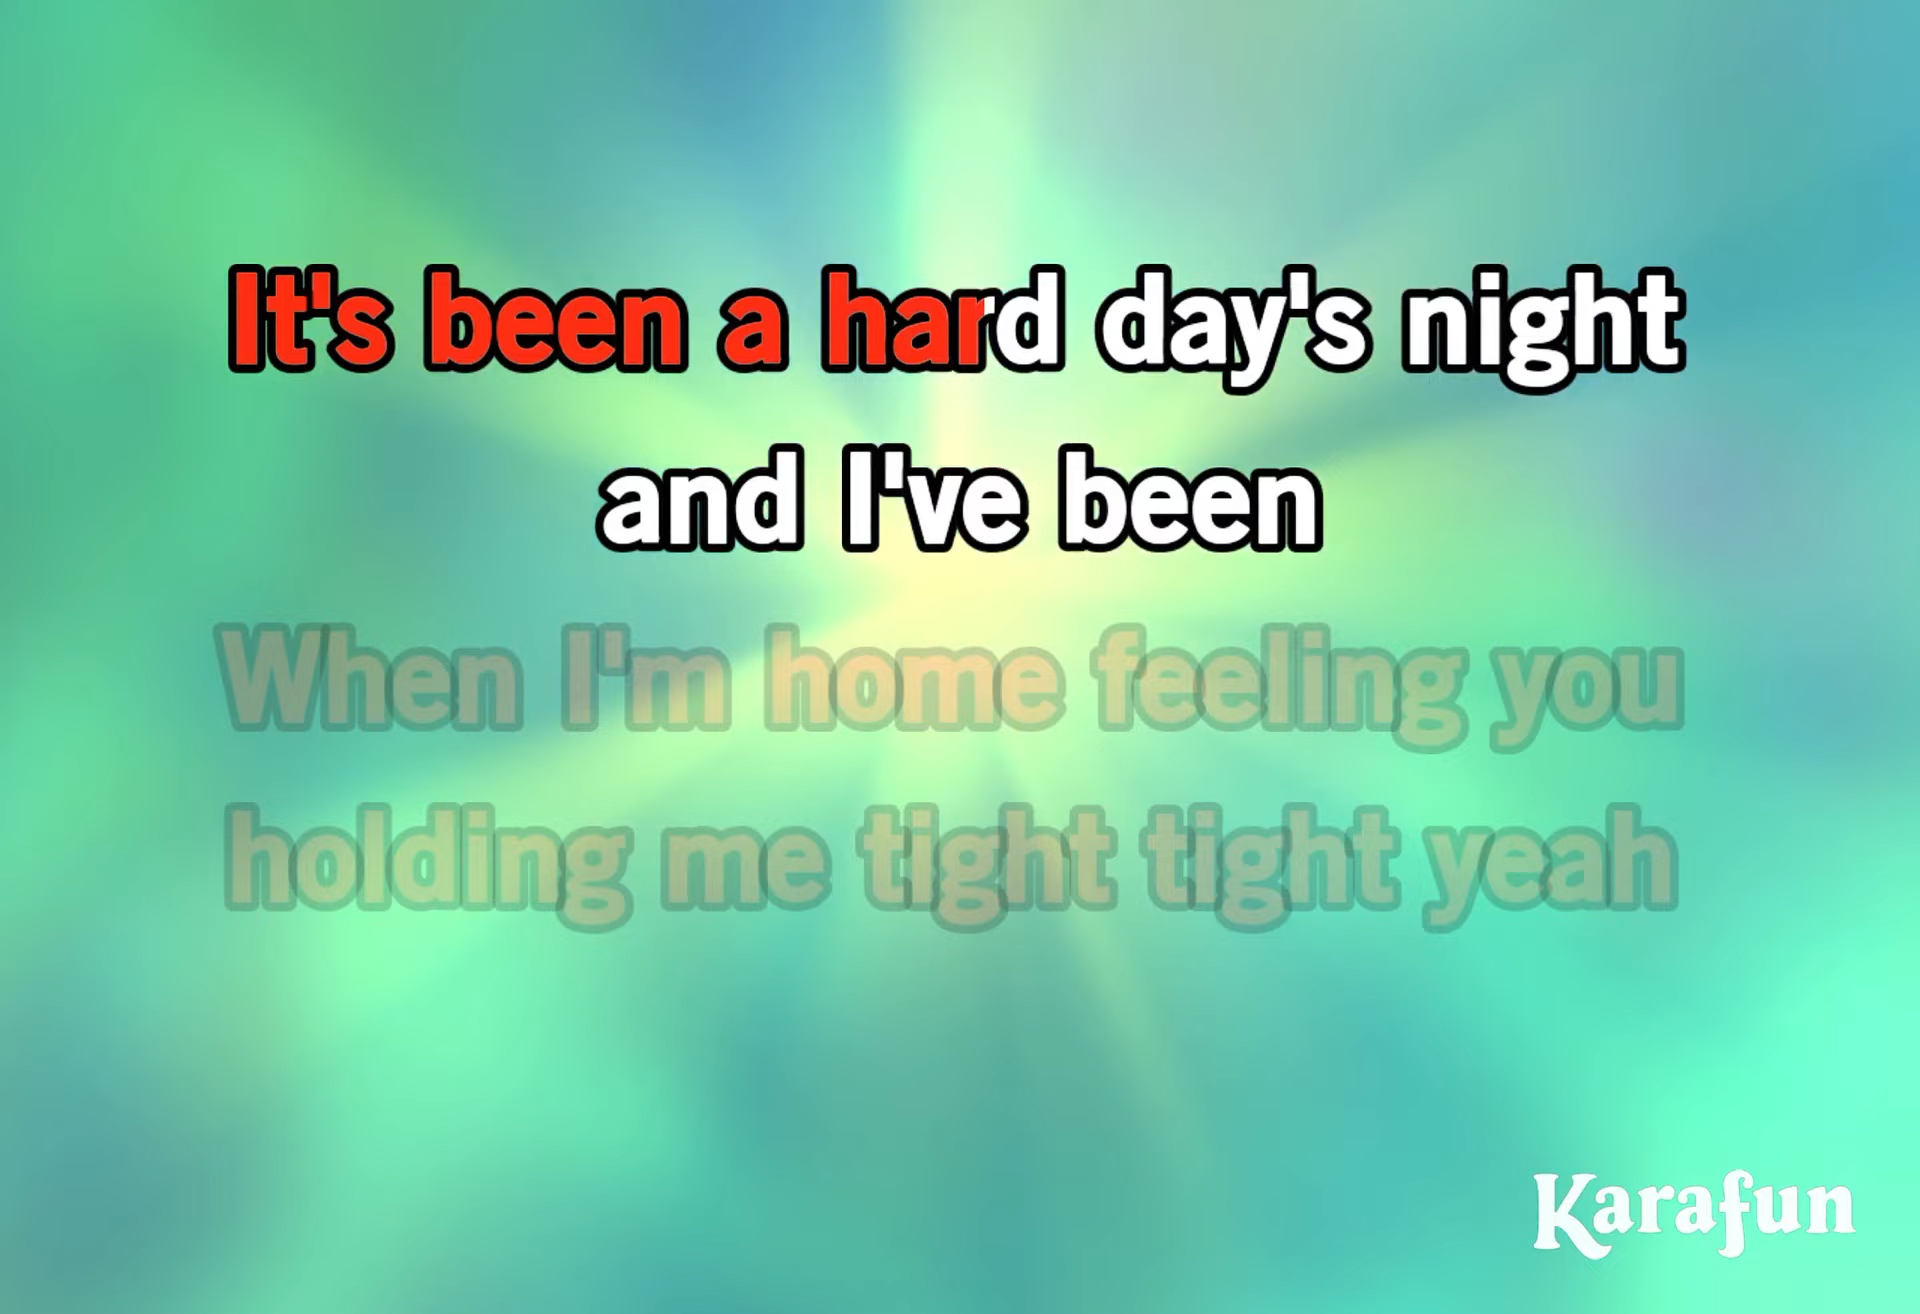 It's been a hard day's night
and I've been
When I'm home feeling you
holding me tight tight yeah
Karafun